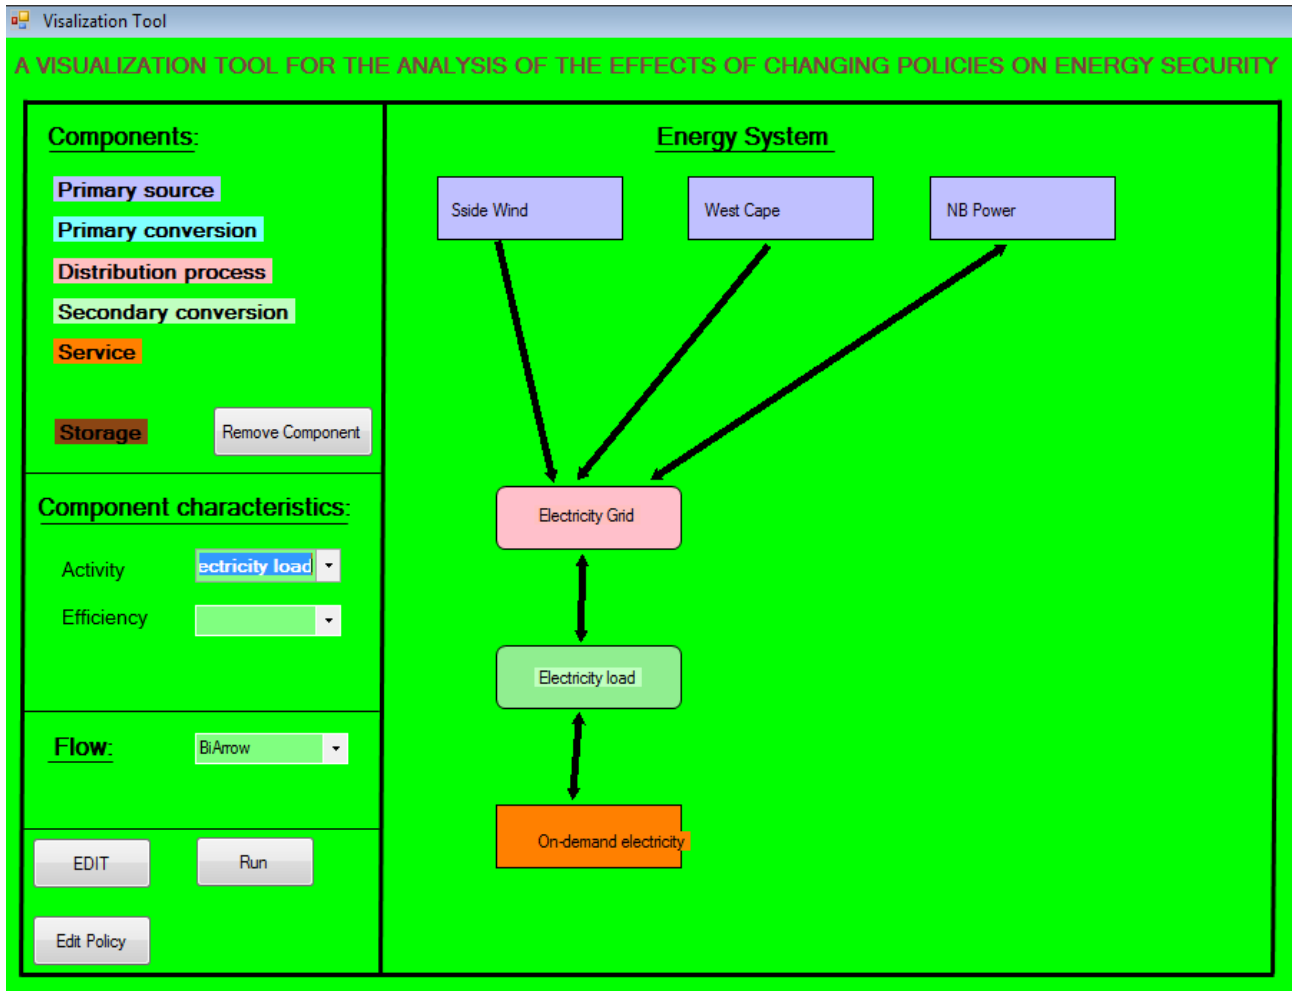 Visalization Tool
A VISUALIZATION TOOL FOR THE ANALYSIS OF THE EFFECTS OF CHANGING POLICIES ON ENERGY SECURITY
Components:
Primary source
Primary conversion
Distribution process
Secondary conversion
Service
Storage
Remove Component
Component characteristics:
Activity
ectricity load
Efficiency
Flow:
BiArrow
EDIT
Run
Edit Policy
Energy System
Sside Wind
West Cape
NB Power
Electricity Grid
Electricity load
On-demand electricity